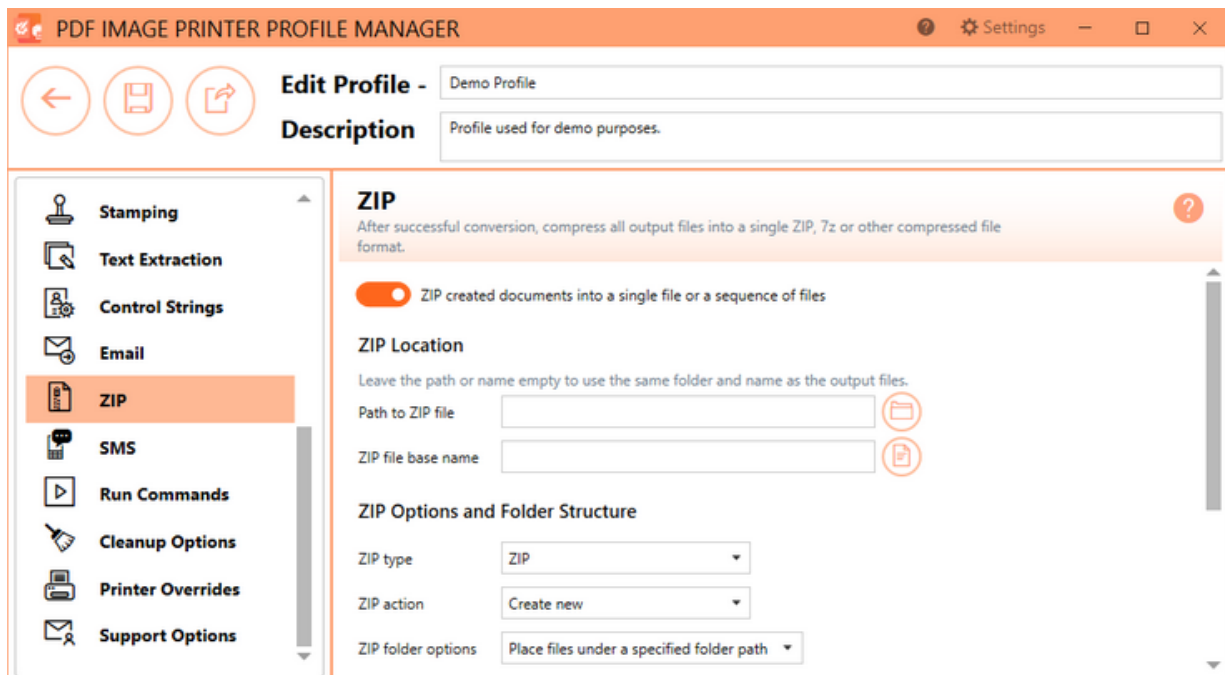 PDF IMAGE PRINTER PROFILE MANAGER
? Settings
Edit Profile - Demo Profile
Description Profile used for demo purposes.
Stamping
Text Extraction
Control Strings
Email
ZIP
SMS
Run Commands
Cleanup Options
Printer Overrides
Support Options
ZIP
?
After successful conversion, compress all output files into a single ZIP, 7z or other compressed file
format.
ZIP created documents into a single file or a sequence of files
ZIP Location
Leave the path or name empty to use the same folder and name as the output files.
Path to ZIP file
ZIP file base name
ZIP Options and Folder Structure
ZIP type ZIP
ZIP action Create new
ZIP folder options Place files under a specified folder path